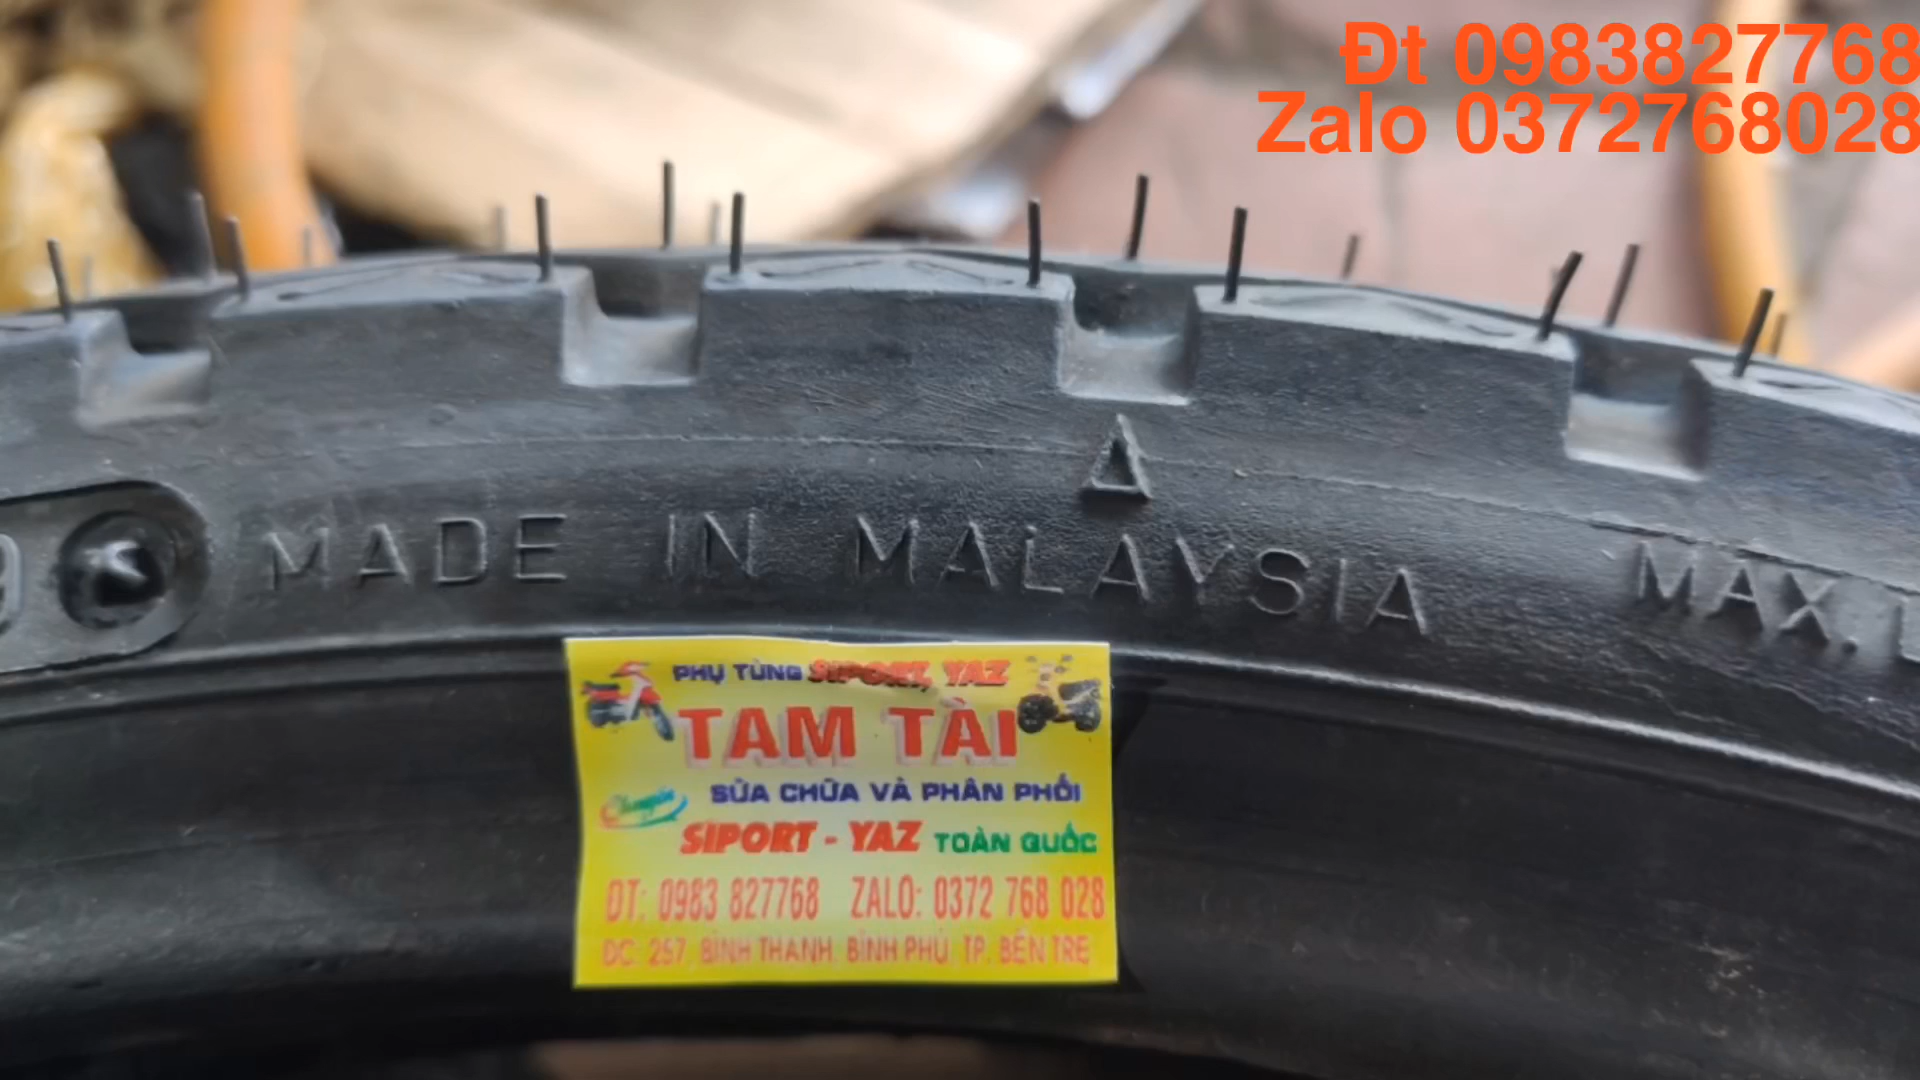 Đt 0983827768
Zalo 0372768028
9
MADE IN MALAYSIA
MAX. L
PHỤ TÙNG SIPORT, YAZ
TAM TÀI
SỬA CHỮA VÀ PHÂN PHỐI
SIPORT - YAZ TOÀN QUỐC
ĐT: 0983 827768 ZALO: 0372 768 028
ĐC: 257, BÌNH THÀNH, BÌNH PHÚ, TP. BẾN TRE